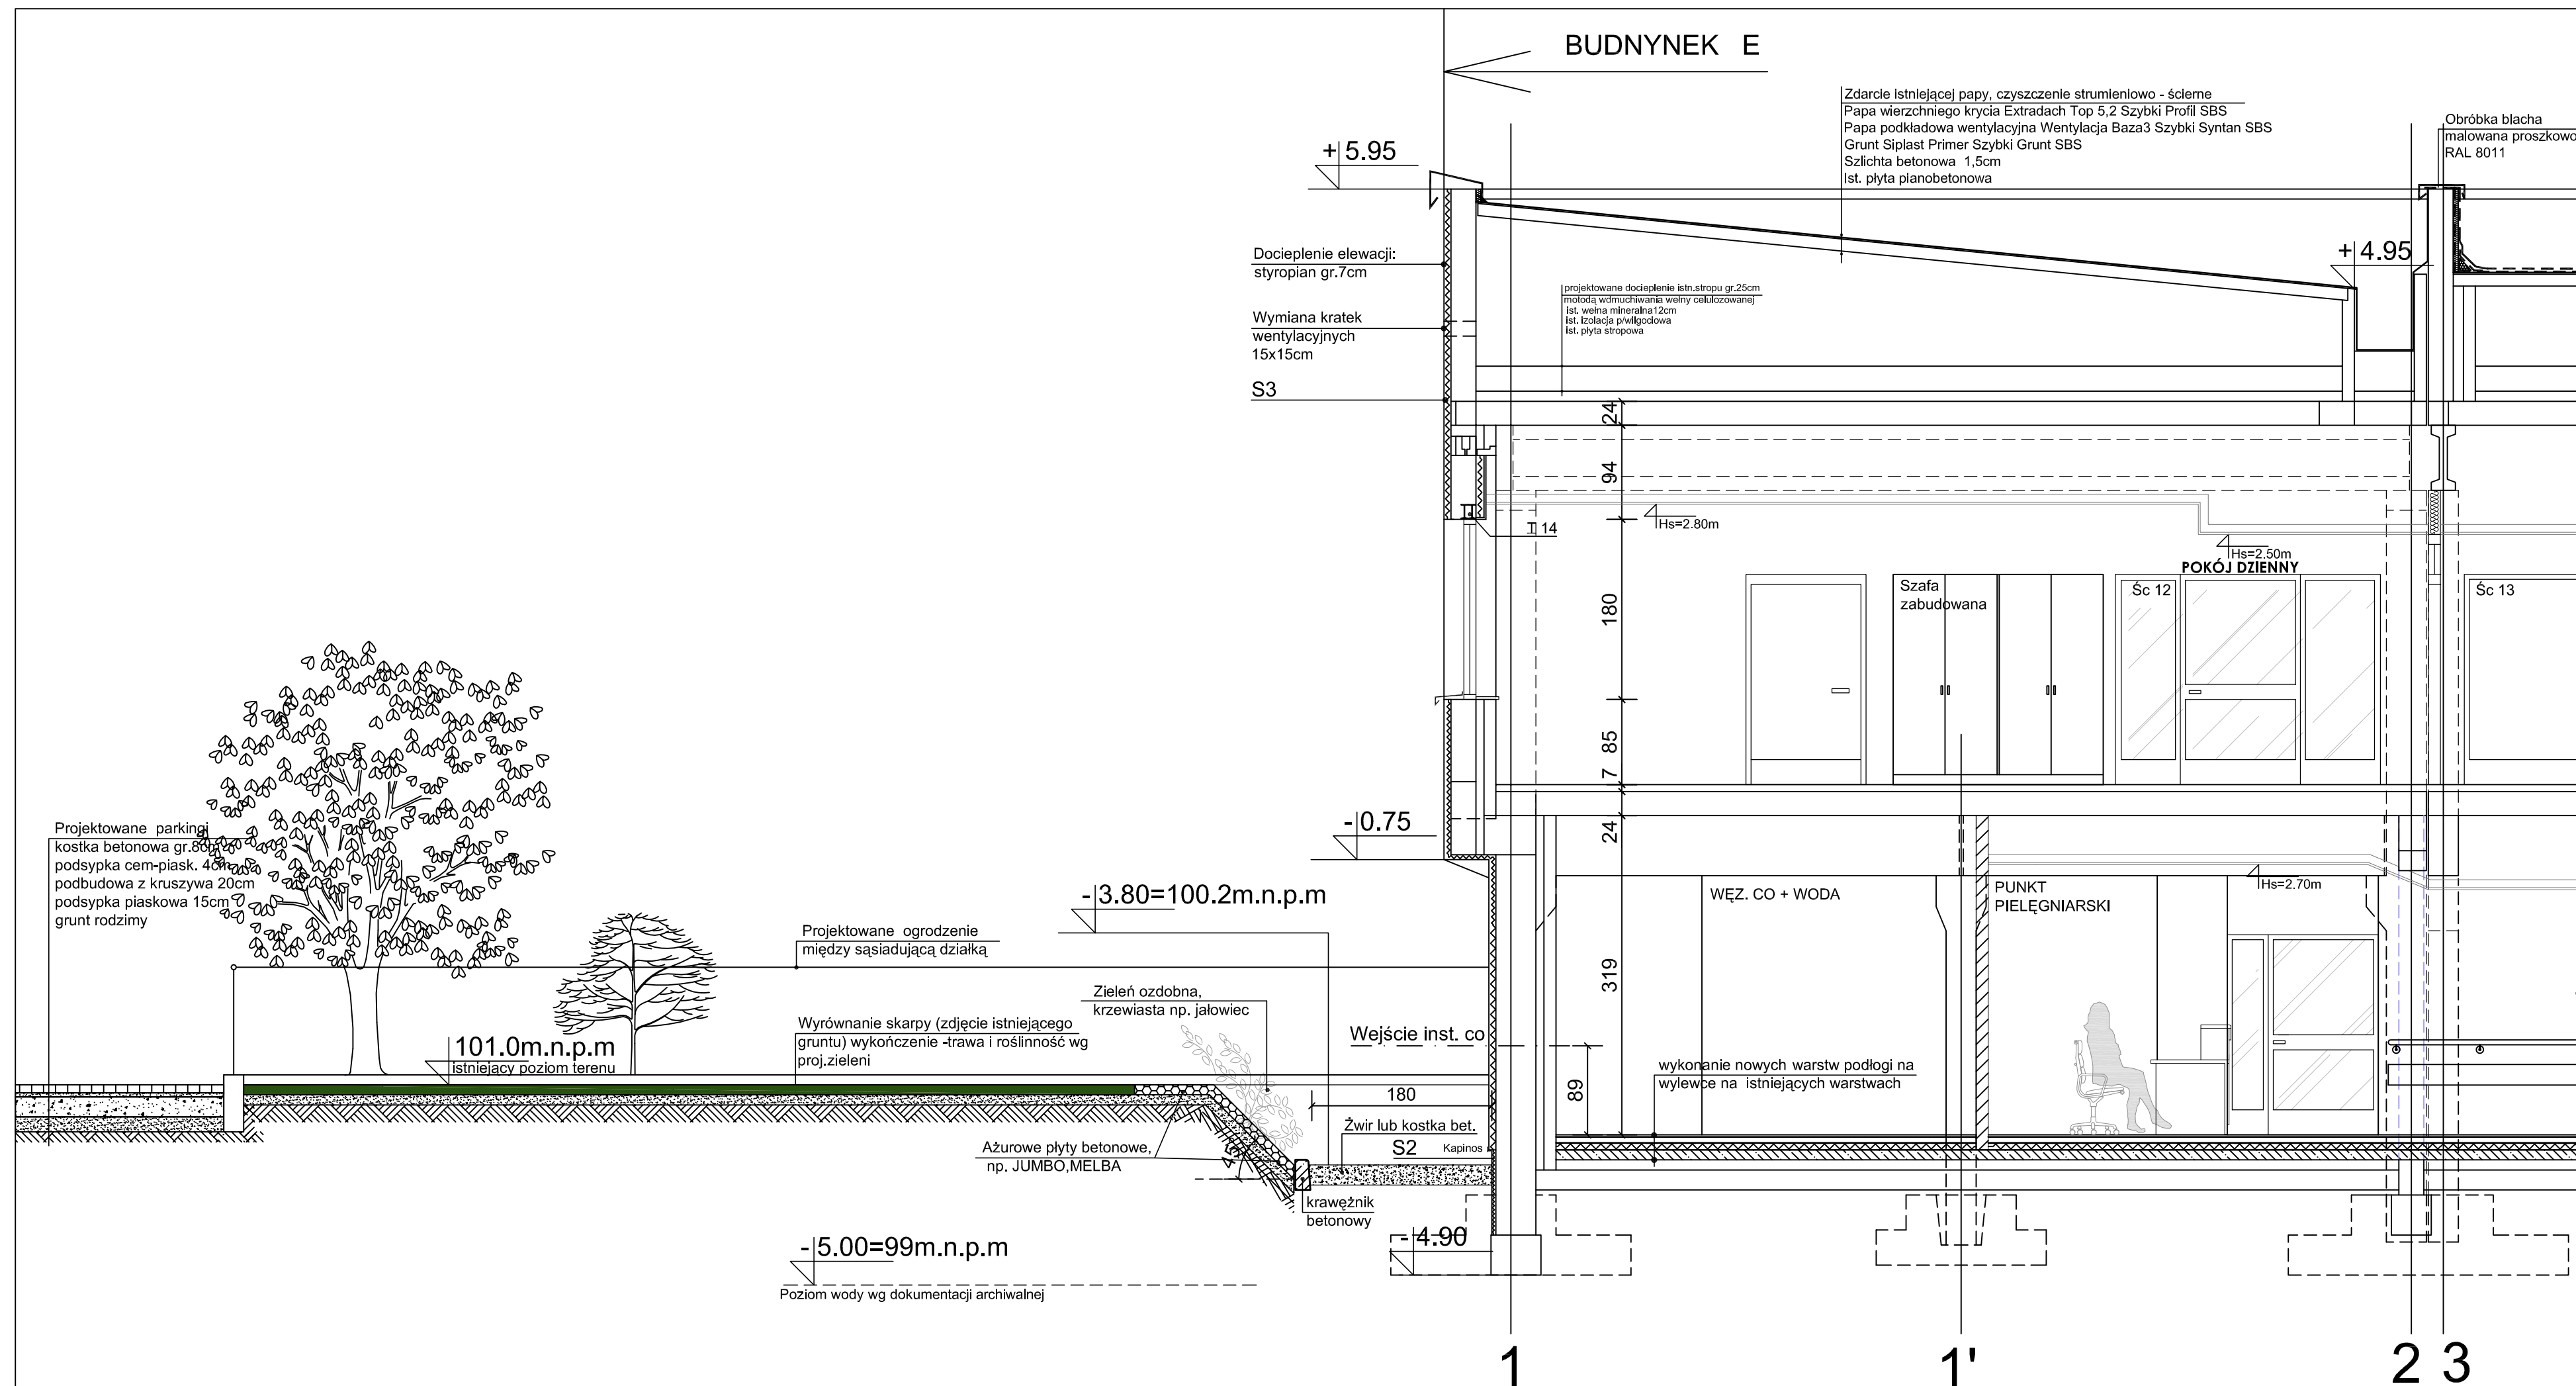 BUDNYNEK E
Zdarcie istniejącej papy, czyszczenie strumieniowo - ścierne
Papa wierzchniego krycia Extradach Top 5,2 Szybki Profil SBS
Papa podkładowa wentylacyjna Wentylacja Baza3 Szybki Syntan SBS
Grunt Siplast Primer Szybki Grunt SBS
Szlichta betonowa 1,5cm
Ist. płyta pianobetonowa
Obróbka blacha
malowana proszkowo
RAL 8011
+ 5.95
+ 4.95
Docieplenie elewacji:
styropian gr.7cm
Wymiana kratek
wentylacyjnych
15x15cm
S3
projektowane docieplenie istn.stropu gr.25cm
motodą wdmuchiwania wełny celulozowanej
ist. wełna mineralna12cm
ist. izolacja p/wilgociowa
ist. płyta stropowa
24
94
180
85
7
24
319
89
I 14
Hs=2.80m
Hs=2.50m
POKÓJ DZIENNY
Szafa
zabudowana
Śc 12
Śc 13
- 0.75
Projektowane parkingi
kostka betonowa gr.8cm
podsypka cem-piask. 4cm
podbudowa z kruszywa 20cm
podsypka piaskowa 15cm
grunt rodzimy
- 3.80=100.2m.n.p.m
Projektowane ogrodzenie
między sąsiadującą działką
WĘZ. CO + WODA
PUNKT
PIELĘGNIARSKI
Hs=2.70m
Zieleń ozdobna,
krzewiasta np. jałowiec
Wyrównanie skarpy (zdjęcie istniejącego
gruntu) wykończenie -trawa i roślinność wg
proj.zieleni
101.0m.n.p.m
istniejący poziom terenu
Wejście inst. co
wykonanie nowych warstw podłogi na
wylewce na istniejących warstwach
180
Żwir lub kostka bet.
S2
Kapinos
Ażurowe płyty betonowe,
np. JUMBO,MELBA
krawężnik
betonowy
- 4.90
- 5.00=99m.n.p.m
Poziom wody wg dokumentacji archiwalnej
1
1'
2
3